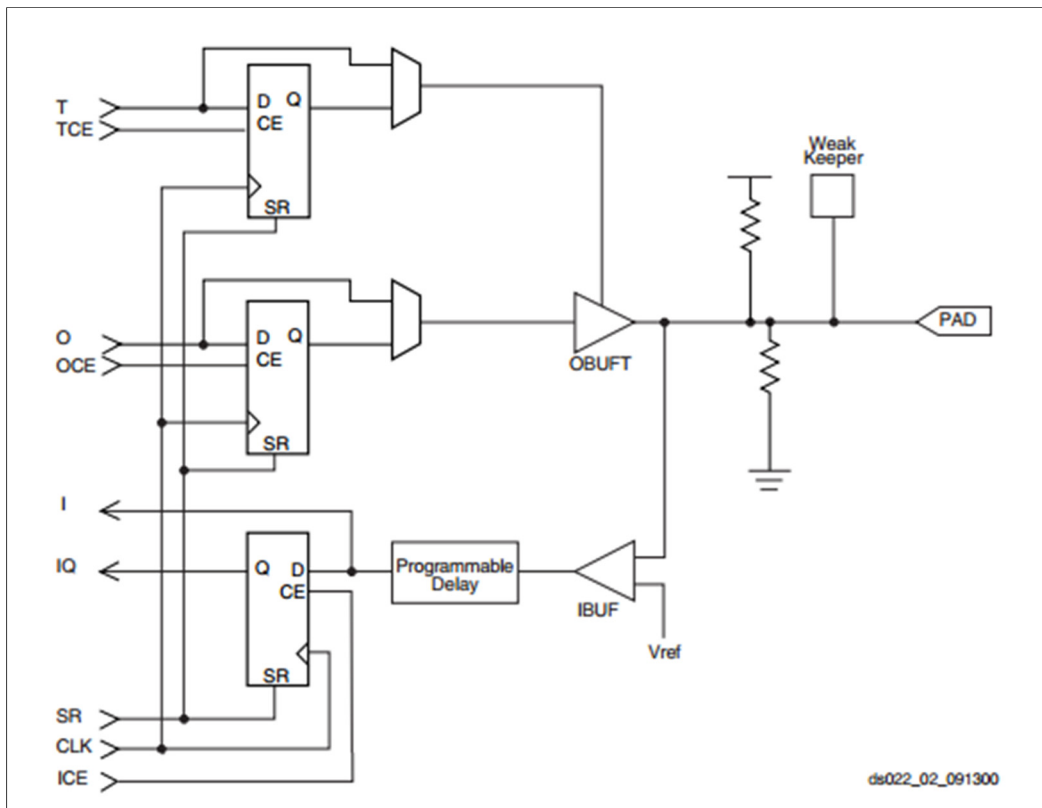 T
TCE
D Q
CE
SR
Weak
Keeper
O
OCE
D Q
CE
SR
OBUFT
PAD
I
IQ
Q D
CE
SR
Programmable
Delay
IBUF
Vref
SR
CLK
ICE
ds022_02_091300